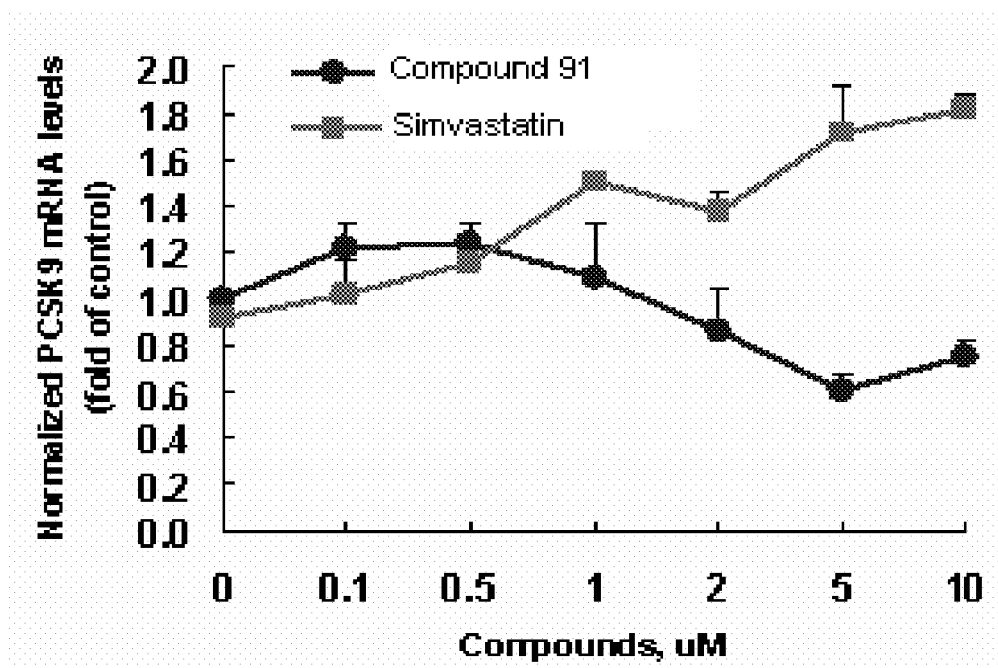 Compound 91
Simvastatin
Normalized PCSK9 mRNA levels
(fold of control)
2.0
1.8
1.6
1.4
1.2
1.0
0.8
0.6
0.4
0.2
0.0
0 0.1 0.5 1 2 5 10
Compounds, uM